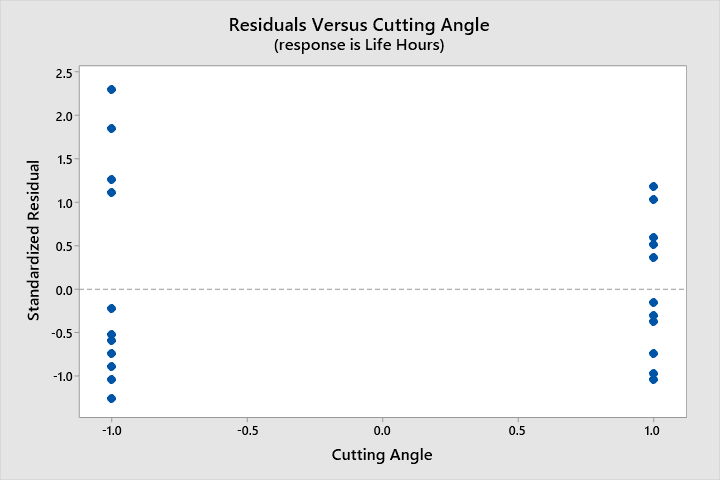 Residuals Versus Cutting Angle
(response is Life Hours)
Standardized Residual
2.5
2.0
1.5
1.0
0.5
0.0
-0.5
-1.0
-1.0 -0.5 0.0 0.5 1.0
Cutting Angle